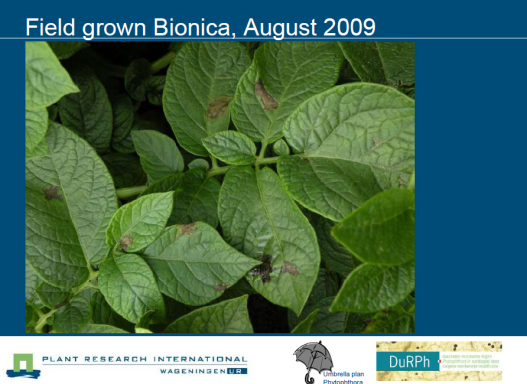 Field grown Bionica, August 2009
PLANT RESEARCH INTERNATIONAL
WAGENINGEN UR
Umbrella plan
Phytophthora
DuRPh